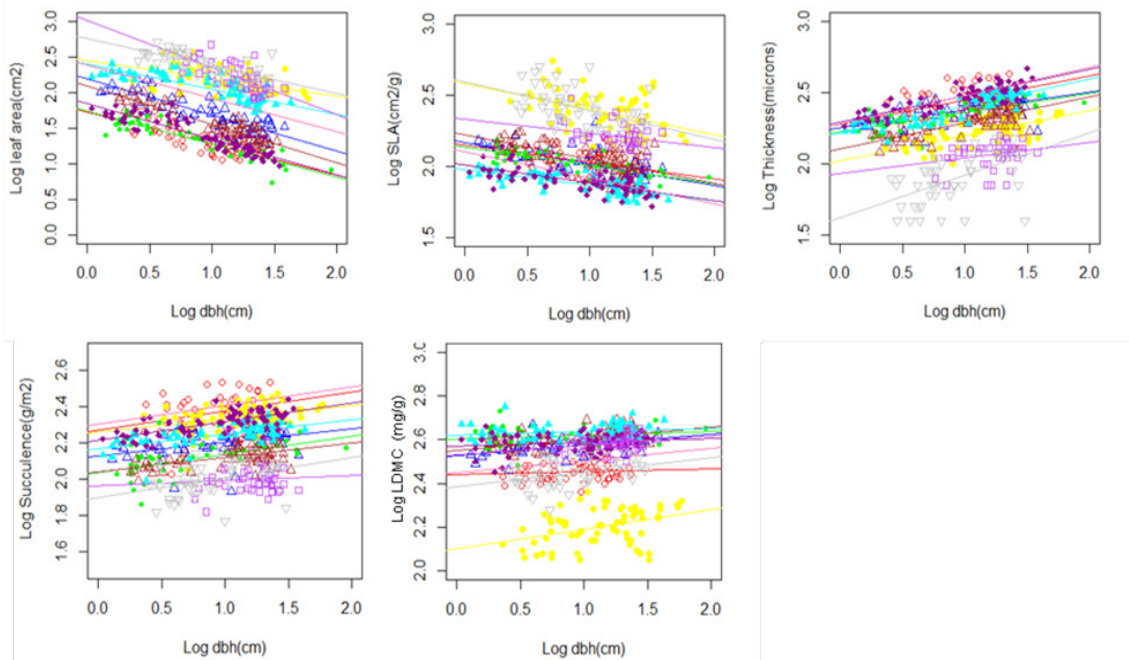 Log leaf area(cm2)
3.0
2.5
2.0
1.5
1.0
0.5
0.0
0.0 0.5 1.0 1.5 2.0
Log dbh(cm)
Log SLA(cm2/g)
3.0
2.5
2.0
1.5
0.0 0.5 1.0 1.5 2.0
Log dbh(cm)
Log Thickness(microns)
3.0
2.5
2.0
1.5
0.0 0.5 1.0 1.5 2.0
Log dbh(cm)
Log Succulence(g/m2)
2.6
2.4
2.2
2.0
1.8
1.6
0.0 0.5 1.0 1.5 2.0
Log dbh(cm)
Log LDMC (mg/g)
3.0
2.8
2.6
2.4
2.2
2.0
0.0 0.5 1.0 1.5 2.0
Log dbh(cm)